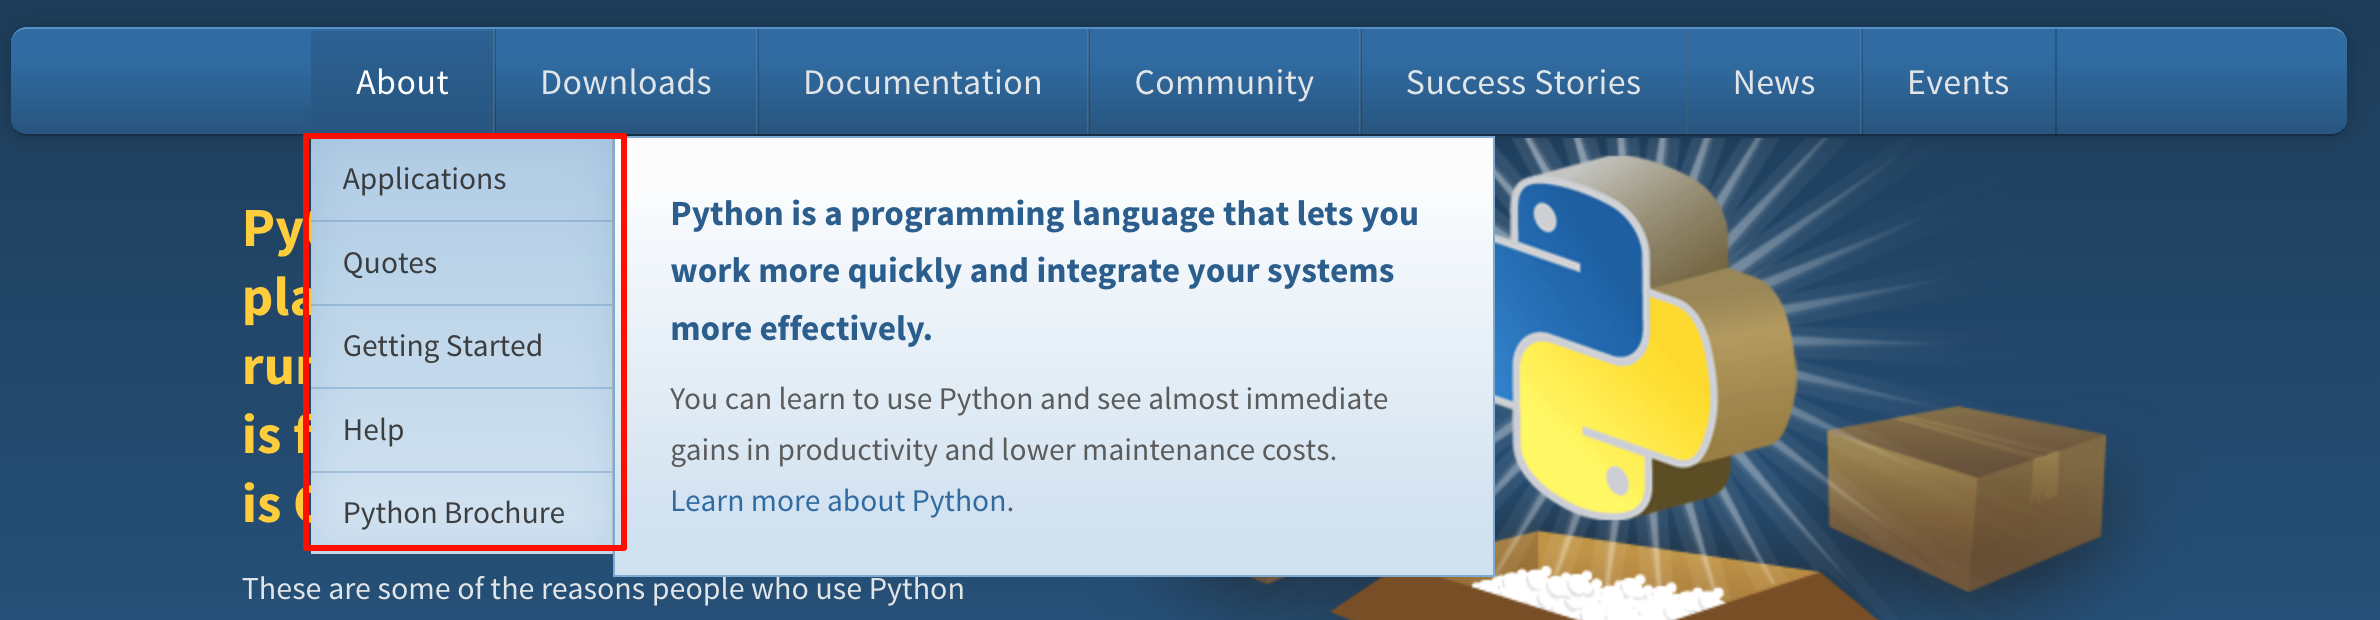 About Downloads Documentation Community Success Stories News Events
Applications
Quotes
Getting Started
Help
Python Brochure
Python is a programming language that lets you
work more quickly and integrate your systems
more effectively.
You can learn to use Python and see almost immediate
gains in productivity and lower maintenance costs.
Learn more about Python.
is
is
These are some of the reasons people who use Python